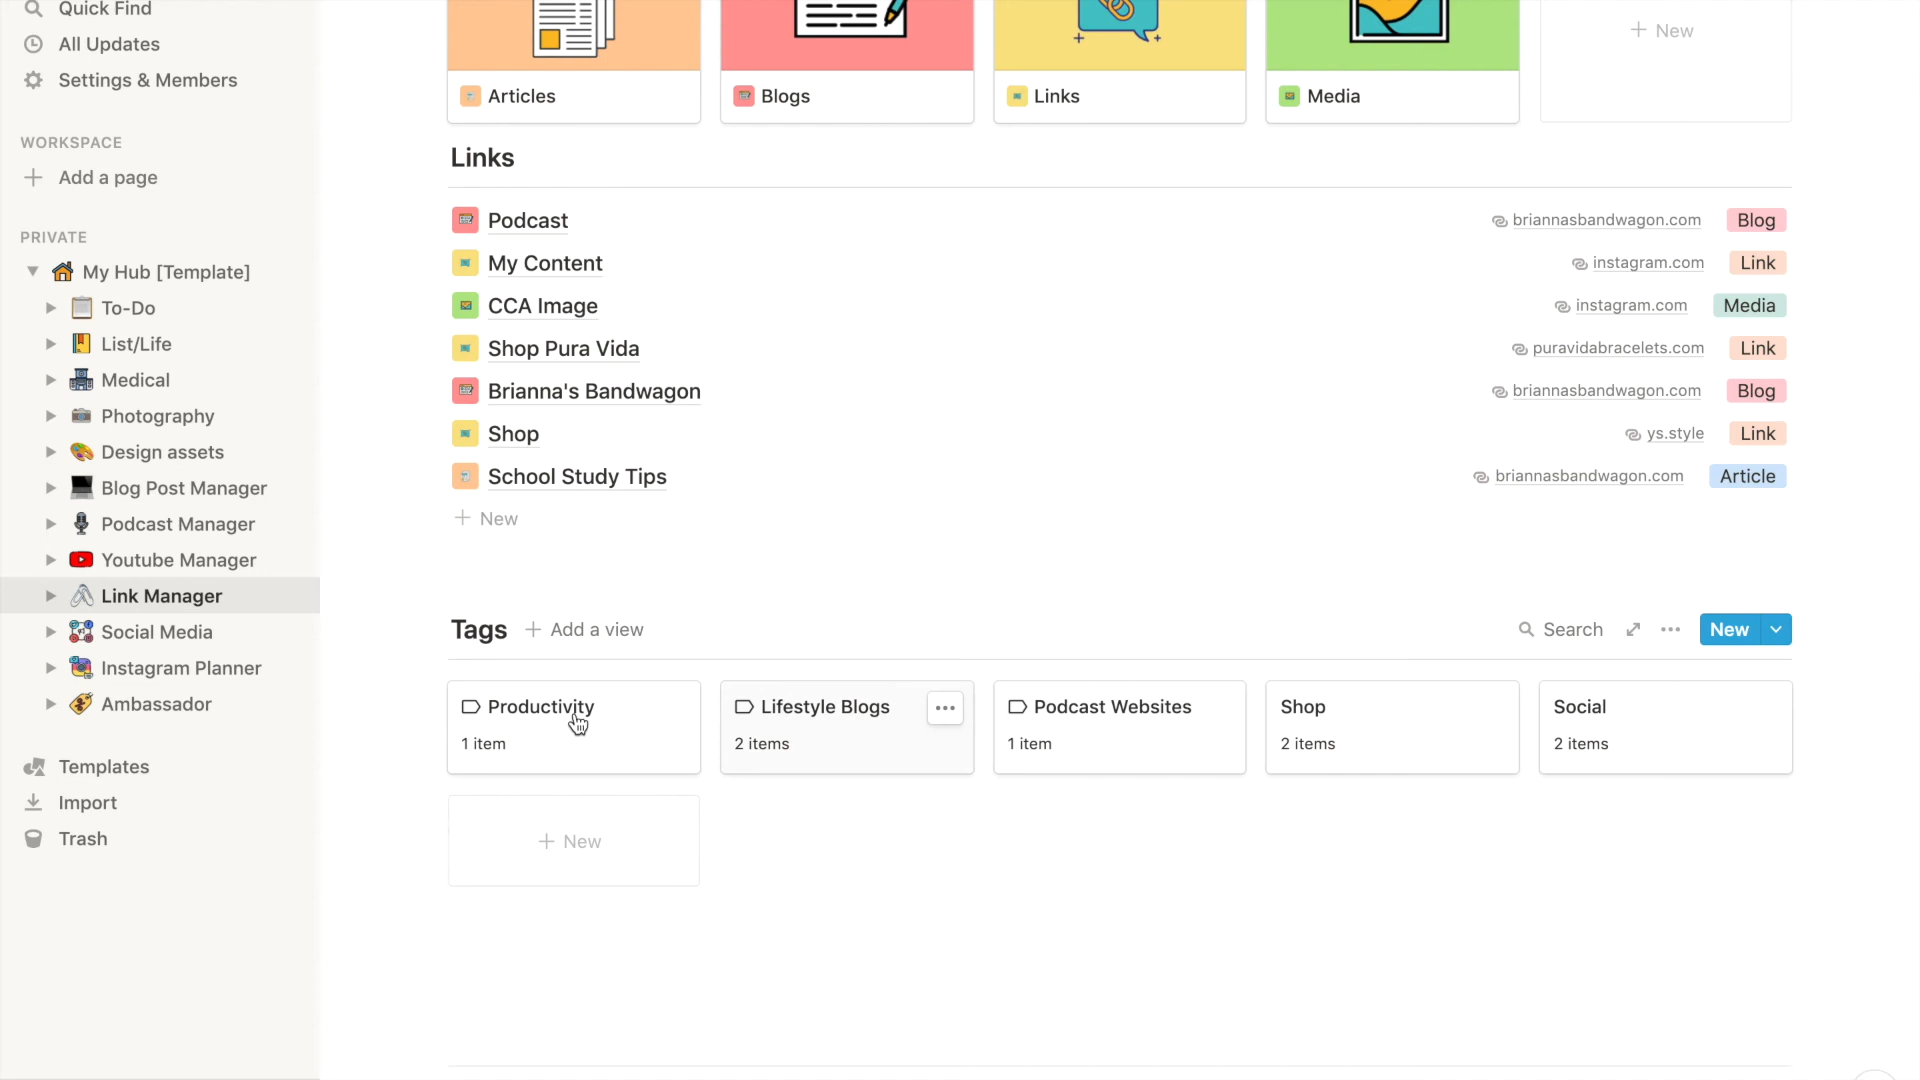 Quick Find
All Updates
Settings & Members
WORKSPACE
Add a page
PRIVATE
My Hub [Template]
To-Do
List/Life
Medical
Photography
Design assets
Blog Post Manager
Podcast Manager
Youtube Manager
Link Manager
Social Media
Instagram Planner
Ambassador
Templates
Import
Trash
Articles
Blogs
Links
Media
New
Links
Podcast briannasbandwagon.com Blog
My Content instagram.com Link
CCA Image instagram.com Media
Shop Pura Vida puravidabracelets.com Link
Brianna's Bandwagon briannasbandwagon.com Blog
Shop ys.style Link
School Study Tips briannasbandwagon.com Article
New
Tags Add a view Search New
Productivity
1 item
Lifestyle Blogs
2 items
Podcast Websites
1 item
Shop
2 items
Social
2 items
New